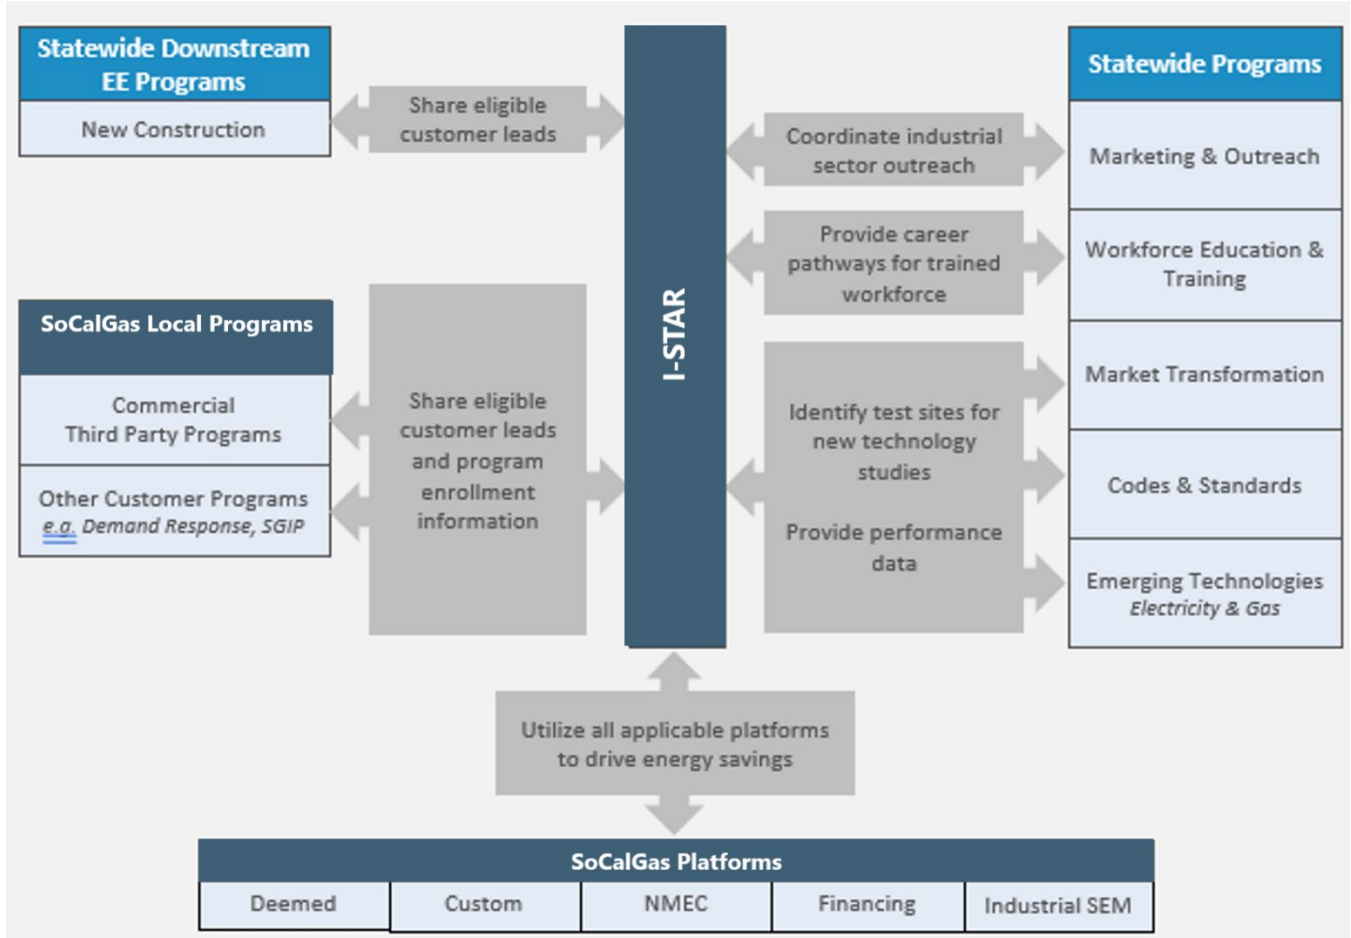 Statewide Downstream
EE Programs
New Construction
Share eligible
customer leads
SoCalGas Local Programs
Commercial
Third Party Programs
Other Customer Programs
e.a. Demand Response, SGIP
Share eligible
customer leads
and program
enrollment
information
I-STAR
Coordinate industrial
sector outreach
Provide career
pathways for trained
workforce
Identify test sites for
new technology
studies
Provide performance
data
Statewide Programs
Marketing & Outreach
Workforce Education &
Training
Market Transformation
Codes & Standards
Emerging Technologies
Electricity & Gas
Utilize all applicable platforms
to drive energy savings
SoCalGas Platforms
Deemed
Custom
NMEC
Financing
Industrial SEM